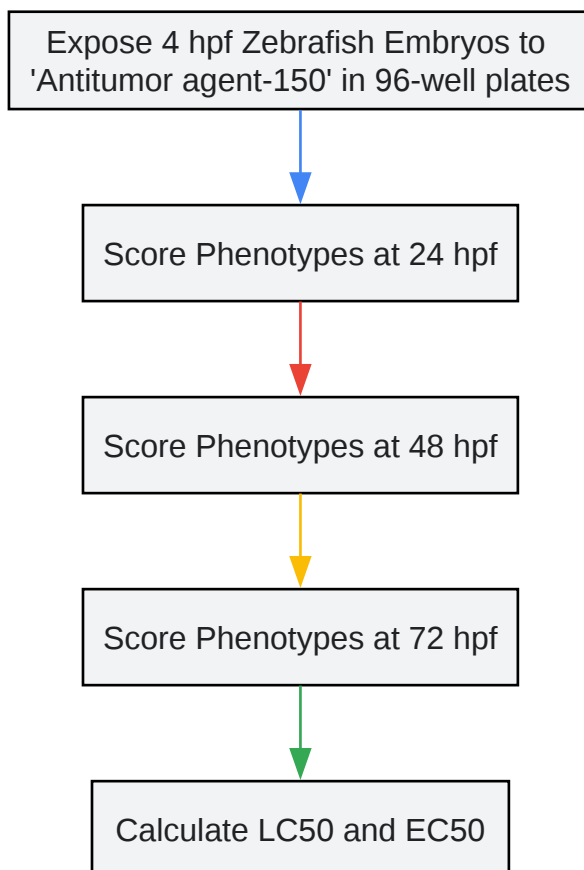 Expose 4 hpf Zebrafish Embryos to
'Antitumor agent-150' in 96-well plates
Score Phenotypes at 24 hpf
Score Phenotypes at 48 hpf
Score Phenotypes at 72 hpf
Calculate LC50 and EC50